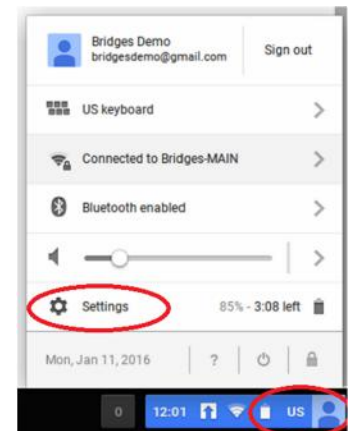 Bridges Demo
bridgesdemo@gmail.com
Sign out
US keyboard
Connected to Bridges-MAIN
Bluetooth enabled
Settings
85% - 3:08 left
Mon, Jan 11, 2016
?
0
12:01
US